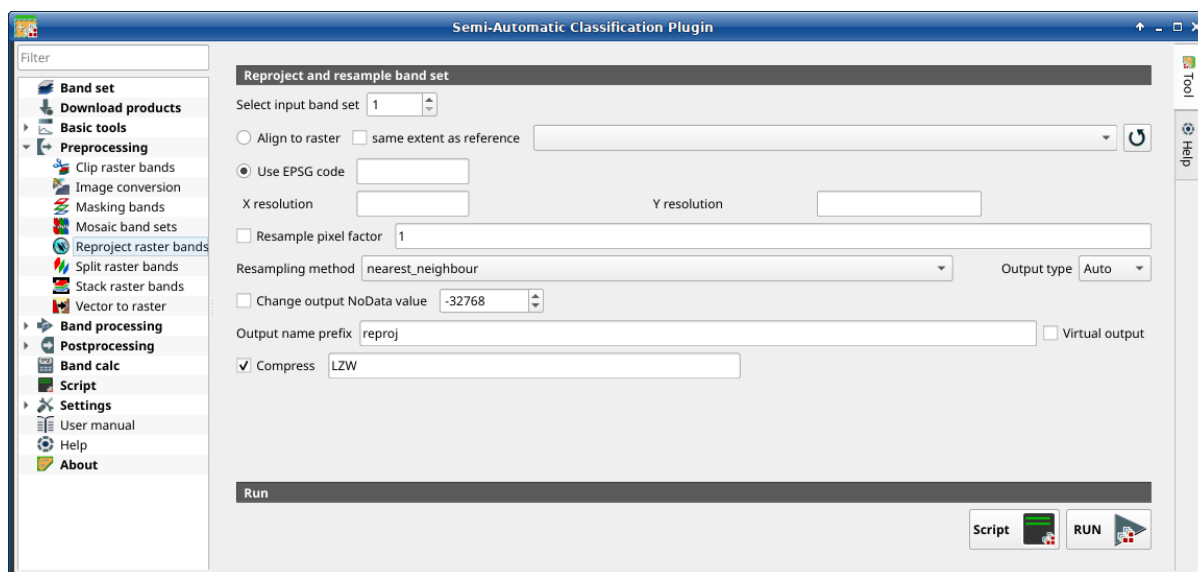 Semi-Automatic Classification Plugin
Filter
Band set
Download products
Basic tools
Preprocessing
Clip raster bands
Image conversion
Masking bands
Mosaic band sets
Reproject raster bands
Split raster bands
Stack raster bands
Vector to raster
Band processing
Postprocessing
Band calc
Script
Settings
User manual
Help
About
Reproject and resample band set
Select input band set 1
Align to raster same extent as reference
Use EPSG code
X resolution Y resolution
Resample pixel factor 1
Resampling method nearest_neighbour Output type Auto
Change output NoData value -32768
Output name prefix reproj Virtual output
Compress LZW
Run
Script RUN
Tool
Help